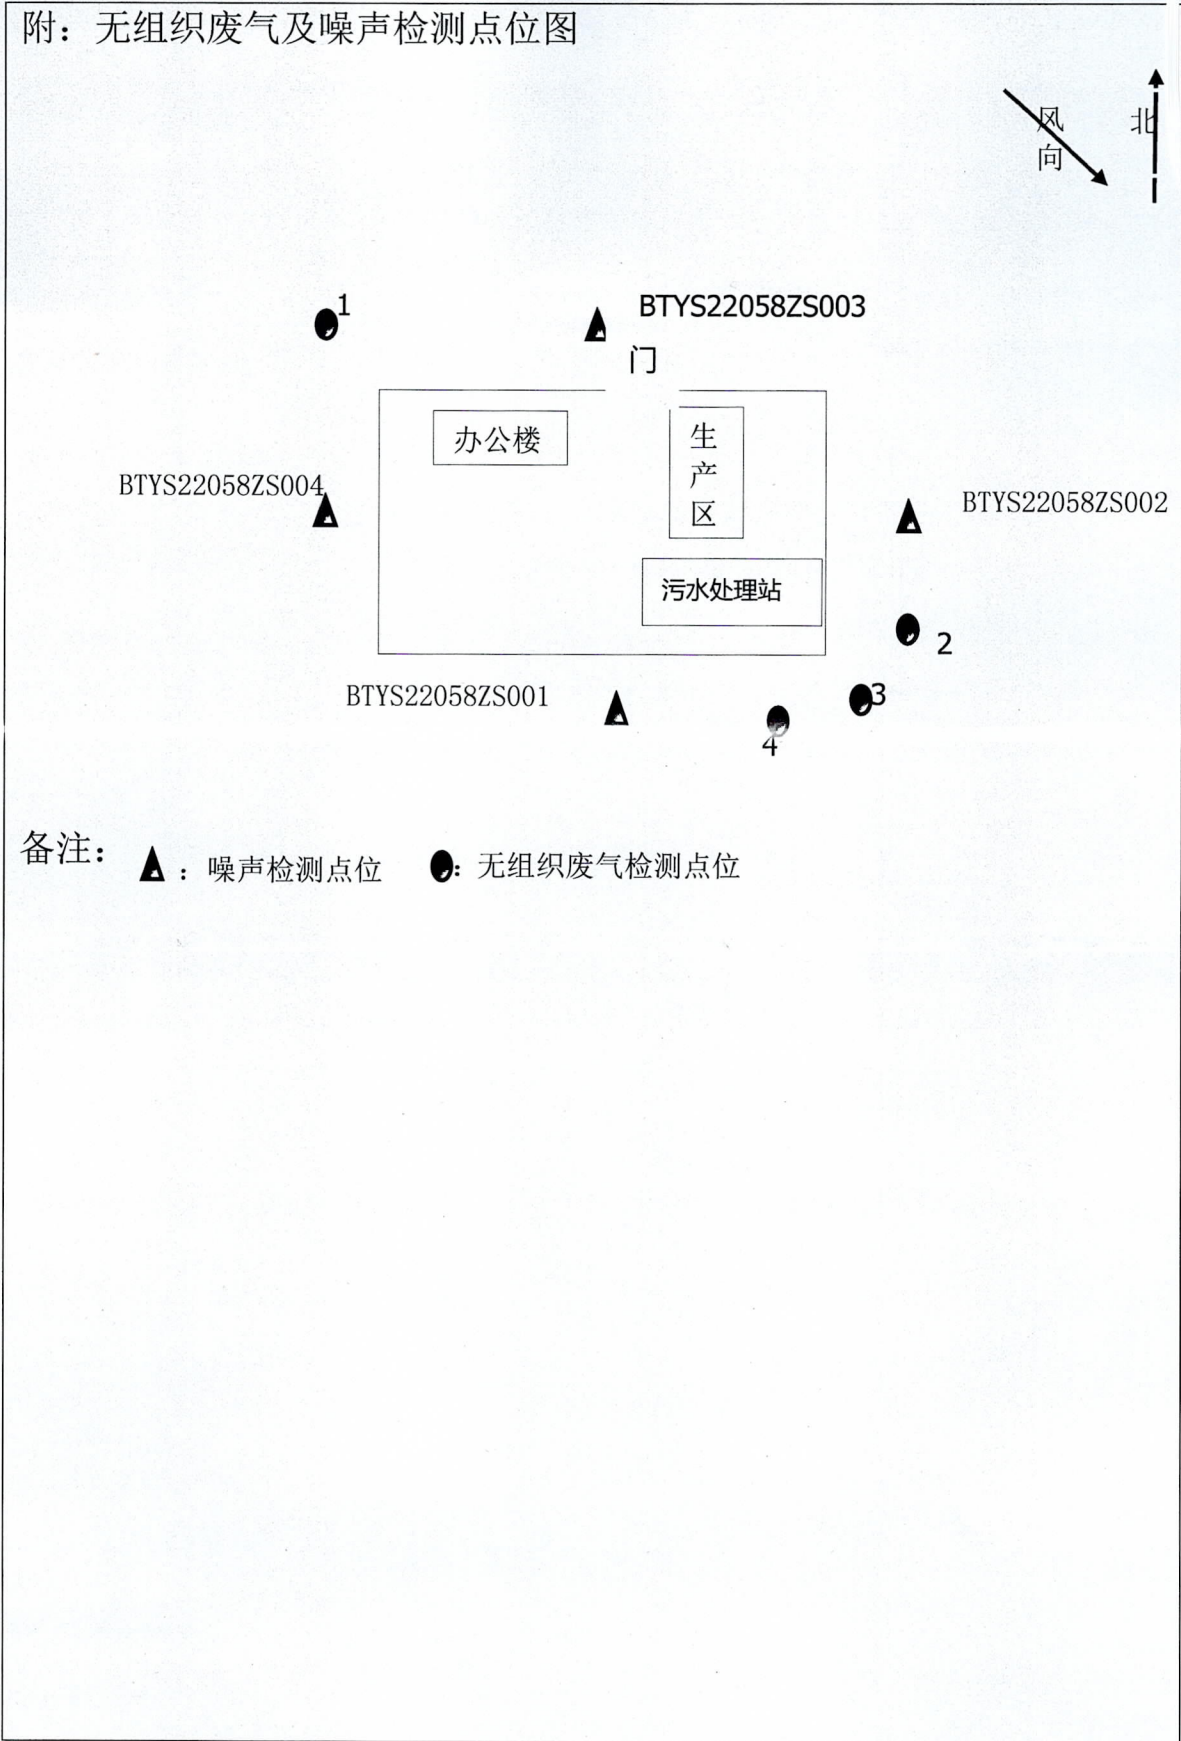 附：无组织废气及噪声检测点位图
风向
北
1
BTYS22058ZS003
门
办公楼
生产区
BTYS22058ZS004
BTYS22058ZS002
污水处理站
2
BTYS22058ZS001
3
4
备注：
：噪声检测点位
：无组织废气检测点位